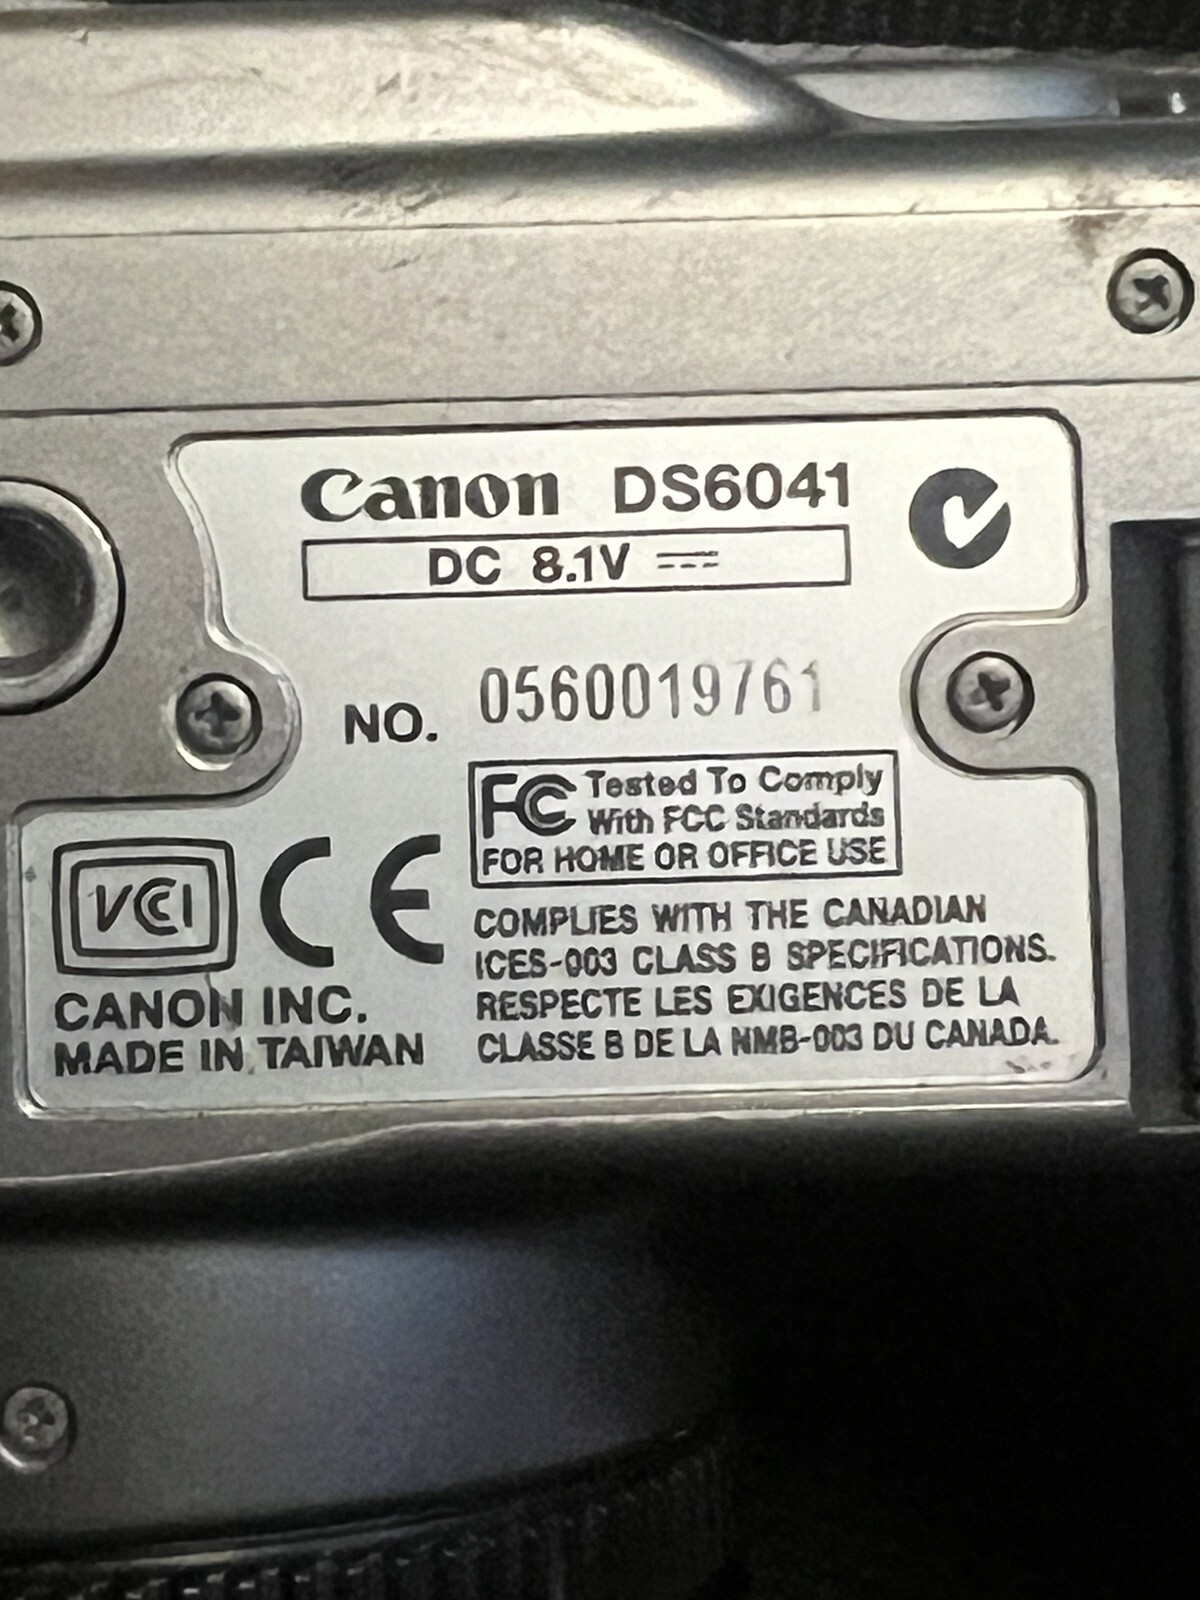 Canon DS6041
DC 8.1V
NO. 0560019761
FC Tested To Comply
With FCC Standards
FOR HOME OR OFFICE USE
VCCI
CE
COMPLIES WITH THE CANADIAN
ICES-003 CLASS B SPECIFICATIONS.
RESPECTE LES EXIGENCES DE LA
CLASSE B DE LA NMB-003 DU CANADA.
CANON INC.
MADE IN TAIWAN